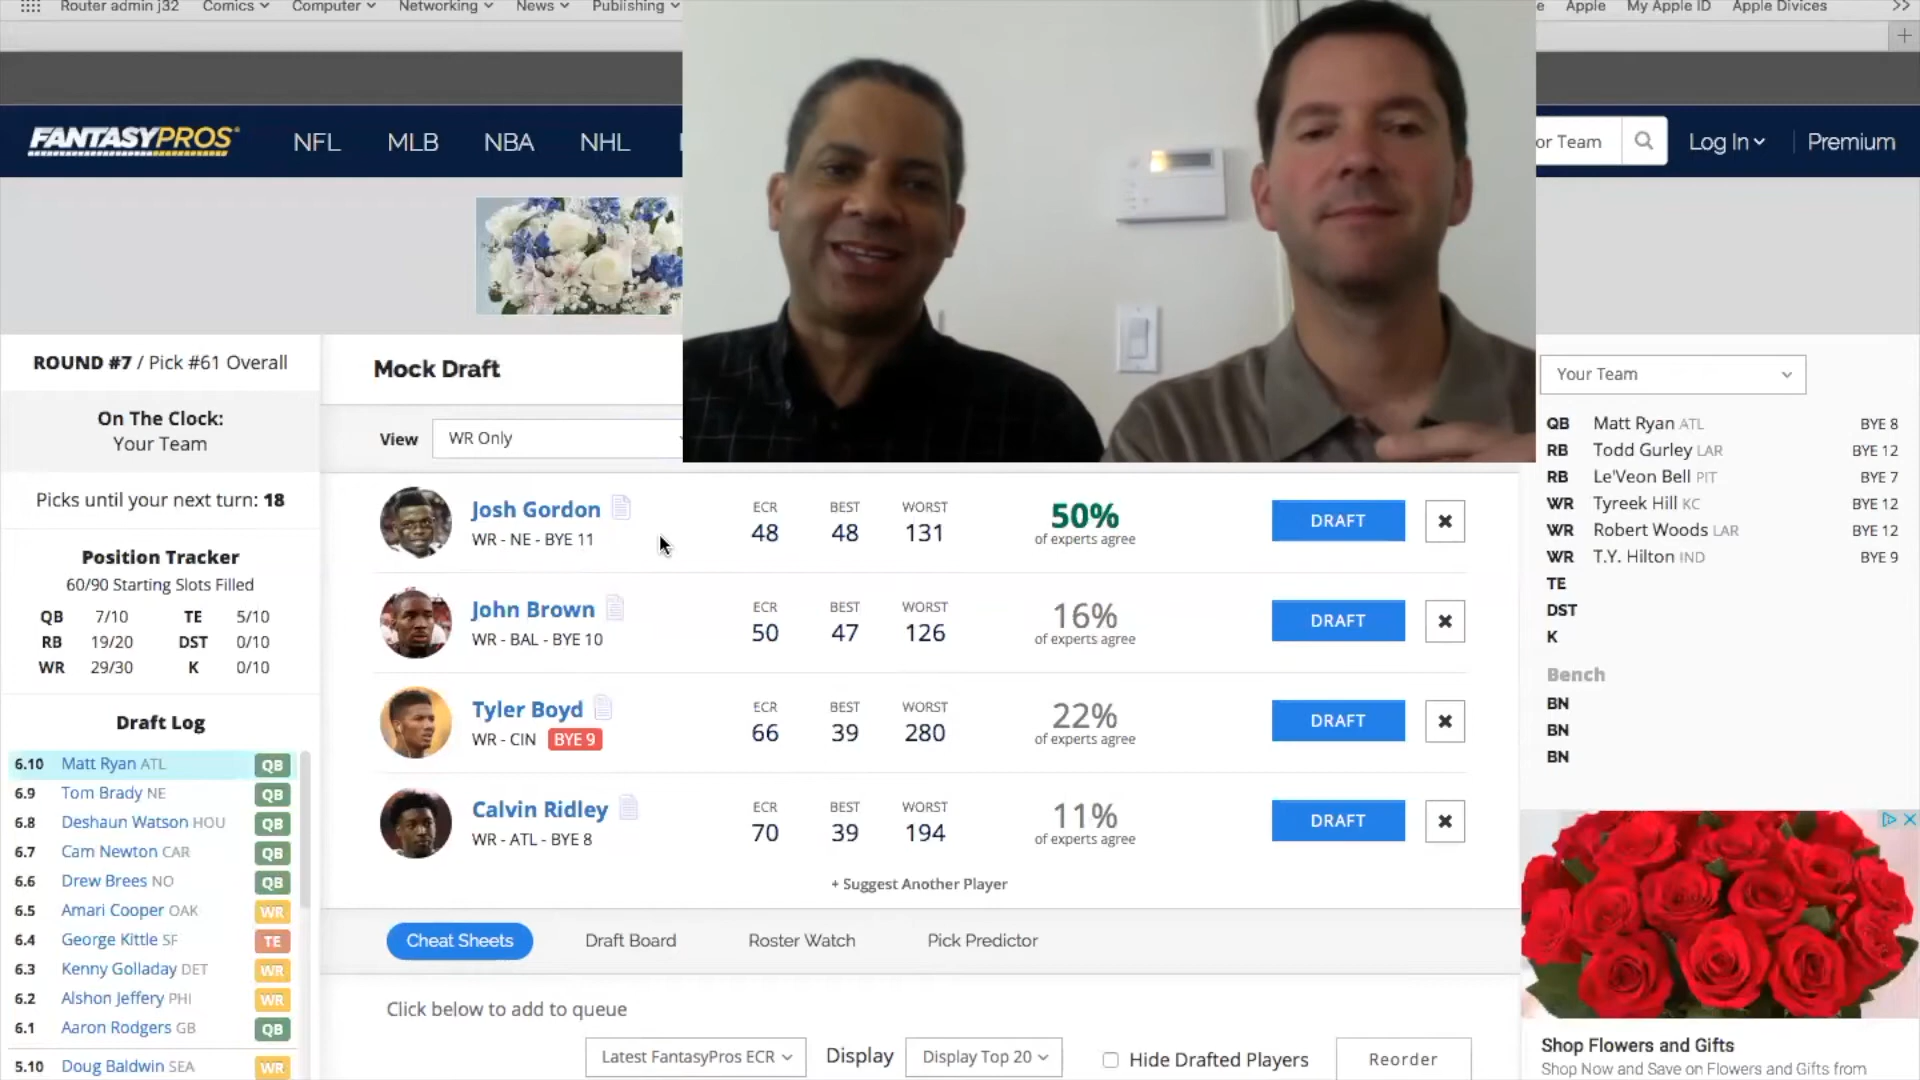 Router admin j32 Comics Computer Networking News Publishing
Apple My Apple ID Apple Divices
FANTASYPROS NFL MLB NBA NHL
or Team Log In Premium
ROUND #7 / Pick #61 Overall
On The Clock:
Your Team
Picks until your next turn: 18
Position Tracker
60/90 Starting Slots Filled
QB 7/10 TE 5/10
RB 19/20 DST 0/10
WR 29/30 K 0/10
Draft Log
6.10 Matt Ryan ATL QB
6.9 Tom Brady NE QB
6.8 Deshaun Watson HOU QB
6.7 Cam Newton CAR QB
6.6 Drew Brees NO QB
6.5 Amari Cooper OAK WR
6.4 George Kittle SF TE
6.3 Kenny Golladay DET WR
6.2 Alshon Jeffery PHI WR
6.1 Aaron Rodgers GB QB
5.10 Doug Baldwin SEA WR
Mock Draft
View WR Only
Josh Gordon
WR - NE - BYE 11
ECR BEST WORST
48 48 131
50%
of experts agree
DRAFT
John Brown
WR - BAL - BYE 10
ECR BEST WORST
50 47 126
16%
of experts agree
DRAFT
Tyler Boyd
WR - CIN BYE 9
ECR BEST WORST
66 39 280
22%
of experts agree
DRAFT
Calvin Ridley
WR - ATL - BYE 8
ECR BEST WORST
70 39 194
11%
of experts agree
DRAFT
+ Suggest Another Player
Cheat Sheets Draft Board Roster Watch Pick Predictor
Click below to add to queue
Latest FantasyPros ECR Display Display Top 20 Hide Drafted Players Reorder
Your Team
QB Matt Ryan ATL BYE 8
RB Todd Gurley LAR BYE 12
RB Le'Veon Bell PIT BYE 7
WR Tyreek Hill KC BYE 12
WR Robert Woods LAR BYE 12
WR T.Y. Hilton IND BYE 9
TE
DST
K
Bench
BN
BN
BN
Shop Flowers and Gifts
Shop Now and Save on Flowers and Gifts from